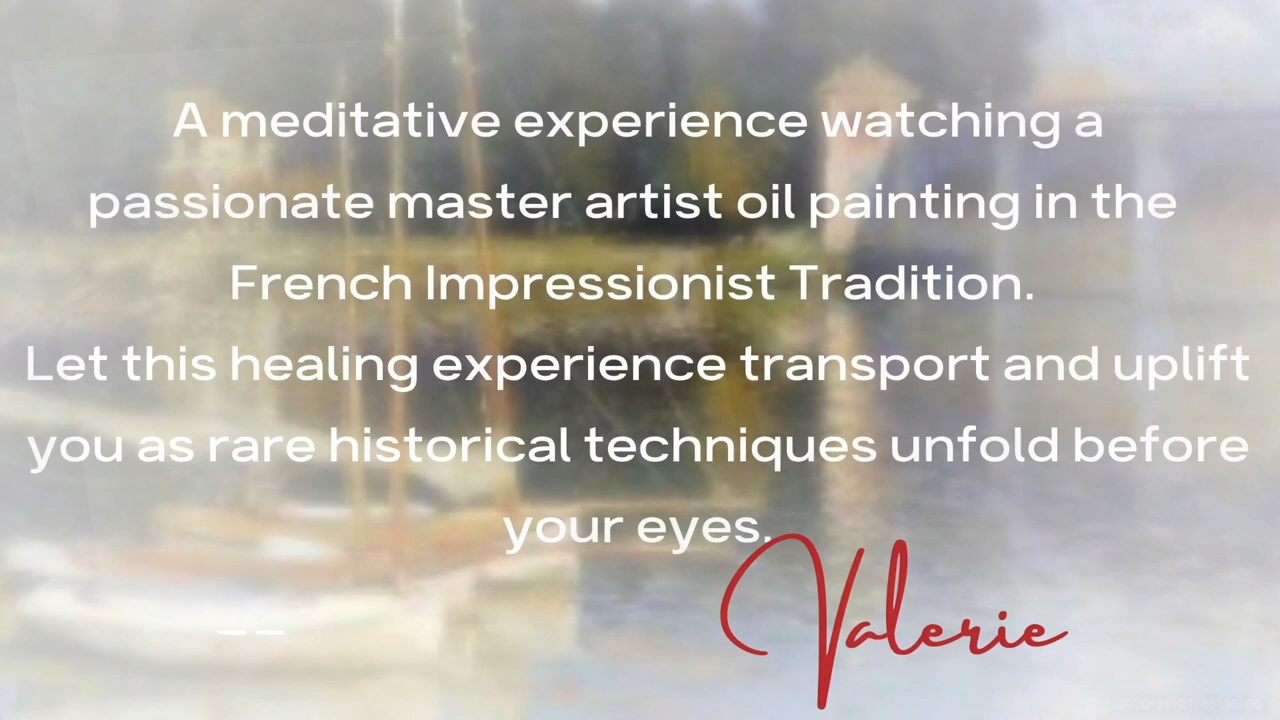 A meditative experience watching a
passionate master artist oil painting in the
French Impressionist Tradition.
Let this healing experience transport and uplift
you as rare historical techniques unfold before
your eyes.
Valerie